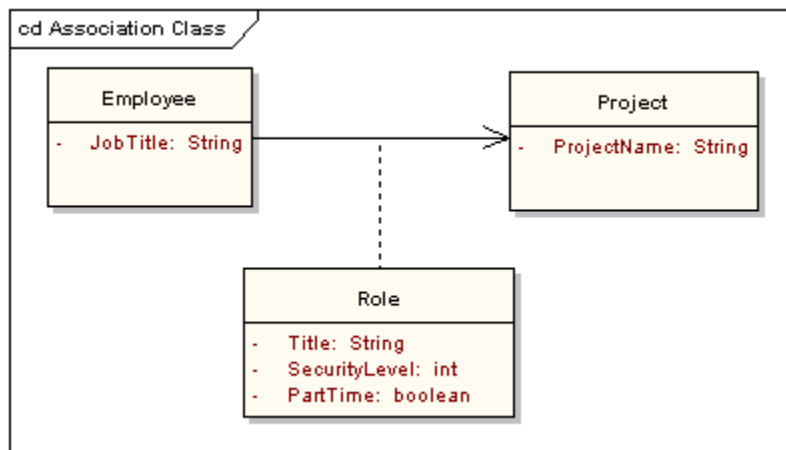 cd Association Class
Employee
- JobTitle: String
Project
- ProjectName: String
Role
- Title: String
- SecurityLevel: int
- PartTime: boolean